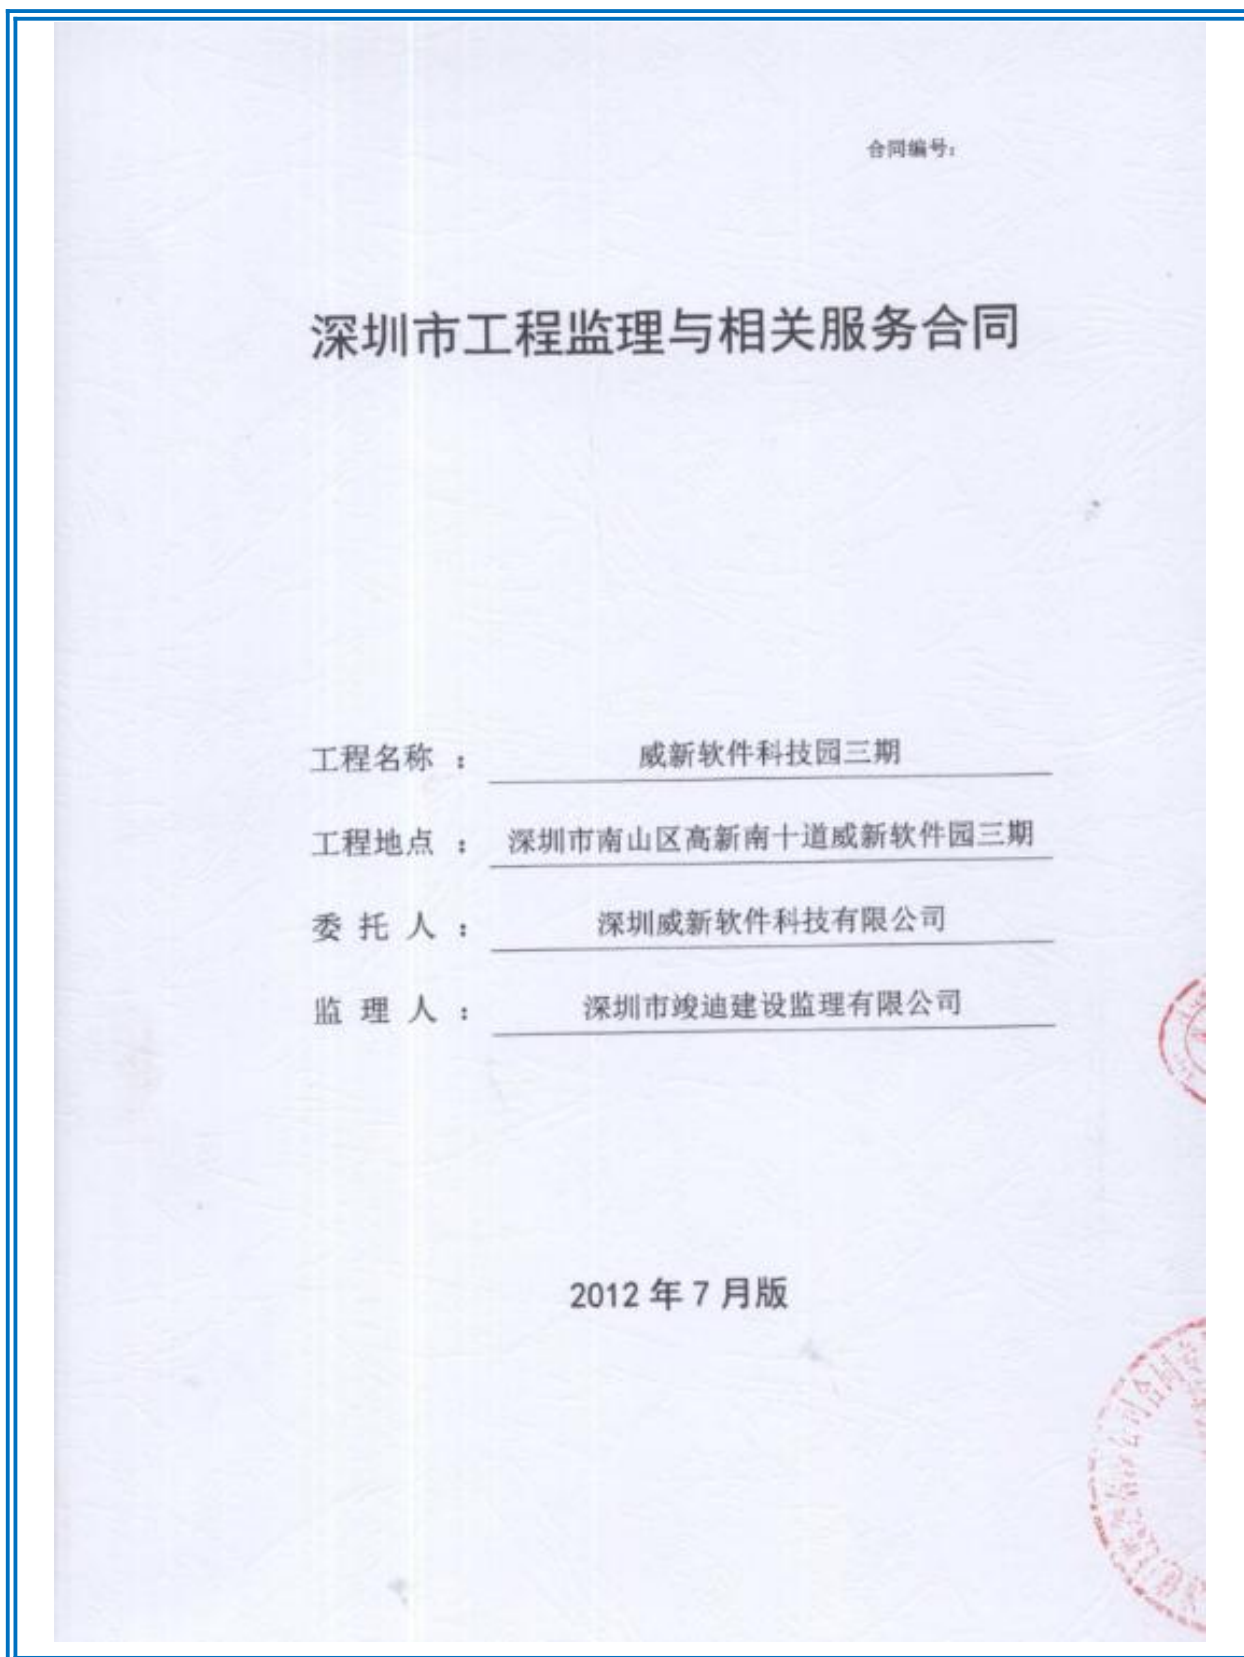 合同编号：
深圳市工程监理与相关服务合同
工程名称 ： 威新软件科技园三期
工程地点 ： 深圳市南山区高新南十道威新软件园三期
委 托 人 ： 深圳威新软件科技有限公司
监 理 人 ： 深圳市竣迪建设监理有限公司
2012 年 7 月版
公司合同